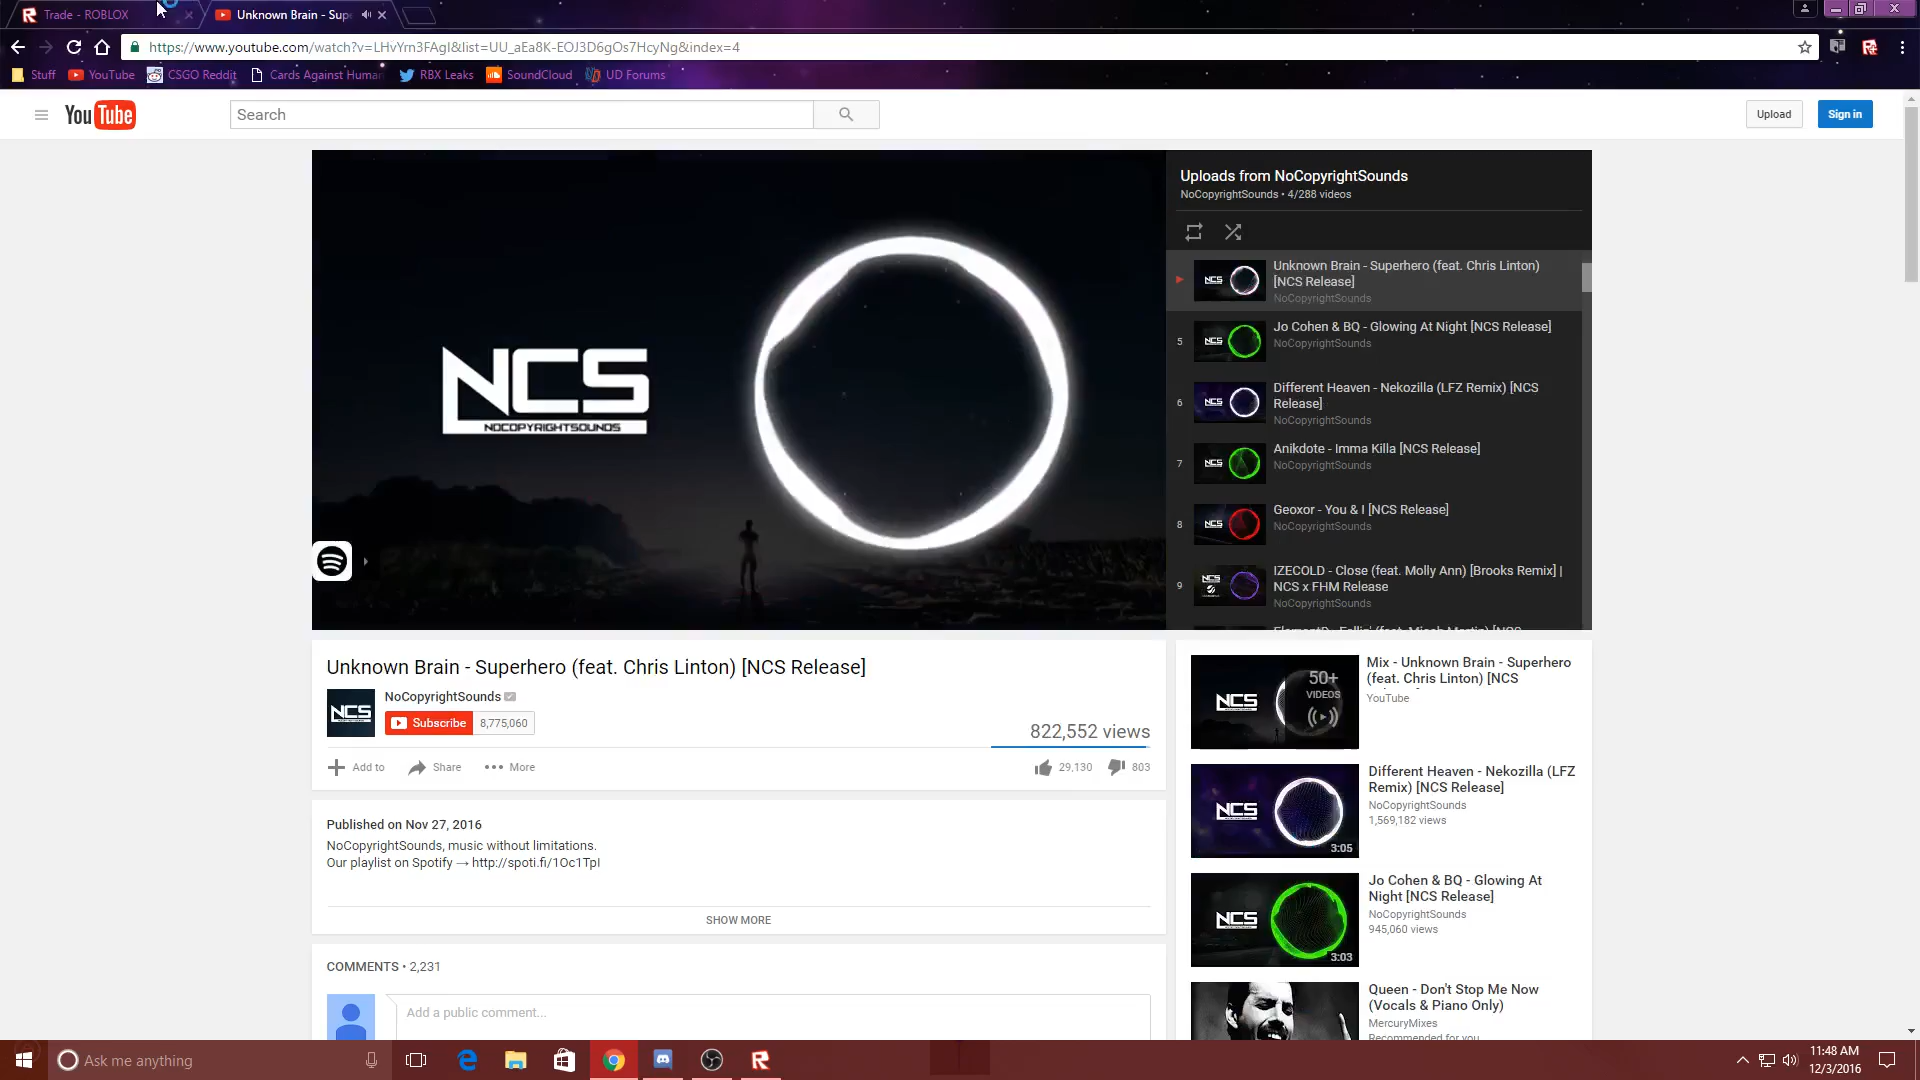 Trade - ROBLOX
Unknown Brain - Sup
https://www.youtube.com/watch?v=LHvYrn3FAgI&list=UU_aEa8K-EOJ3D6gOs7HcyNg&index=4
Stuff
YouTube
CSGO Reddit
Cards Against Human
RBX Leaks
SoundCloud
UD Forums
YouTube
Search
Upload
Sign in
NCS
NOCOPYRIGHTSOUNDS
Uploads from NoCopyrightSounds
NoCopyrightSounds • 4/288 videos
Unknown Brain - Superhero (feat. Chris Linton)
[NCS Release]
NoCopyrightSounds
5
Jo Cohen & BQ - Glowing At Night [NCS Release]
NoCopyrightSounds
6
Different Heaven - Nekozilla (LFZ Remix) [NCS
Release]
NoCopyrightSounds
7
Anikdote - Imma Killa [NCS Release]
NoCopyrightSounds
8
Geoxor - You & I [NCS Release]
NoCopyrightSounds
9
IZECOLD - Close (feat. Molly Ann) [Brooks Remix] |
NCS x FHM Release
NoCopyrightSounds
Unknown Brain - Superhero (feat. Chris Linton) [NCS Release]
NCS
NoCopyrightSounds
Subscribe 8,775,060
822,552 views
Add to
Share
More
29,130
803
Published on Nov 27, 2016
NoCopyrightSounds, music without limitations.
Our playlist on Spotify → http://spoti.fi/1Oc1TpI
SHOW MORE
COMMENTS • 2,231
Add a public comment...
NCS
50+
VIDEOS
Mix - Unknown Brain - Superhero
(feat. Chris Linton) [NCS
YouTube
NCS
3:05
Different Heaven - Nekozilla (LFZ
Remix) [NCS Release]
NoCopyrightSounds
1,569,182 views
NCS
3:03
Jo Cohen & BQ - Glowing At
Night [NCS Release]
NoCopyrightSounds
945,060 views
Queen - Don't Stop Me Now
(Vocals & Piano Only)
MercuryMixes
Recommended for you
Ask me anything
11:48 AM
12/3/2016